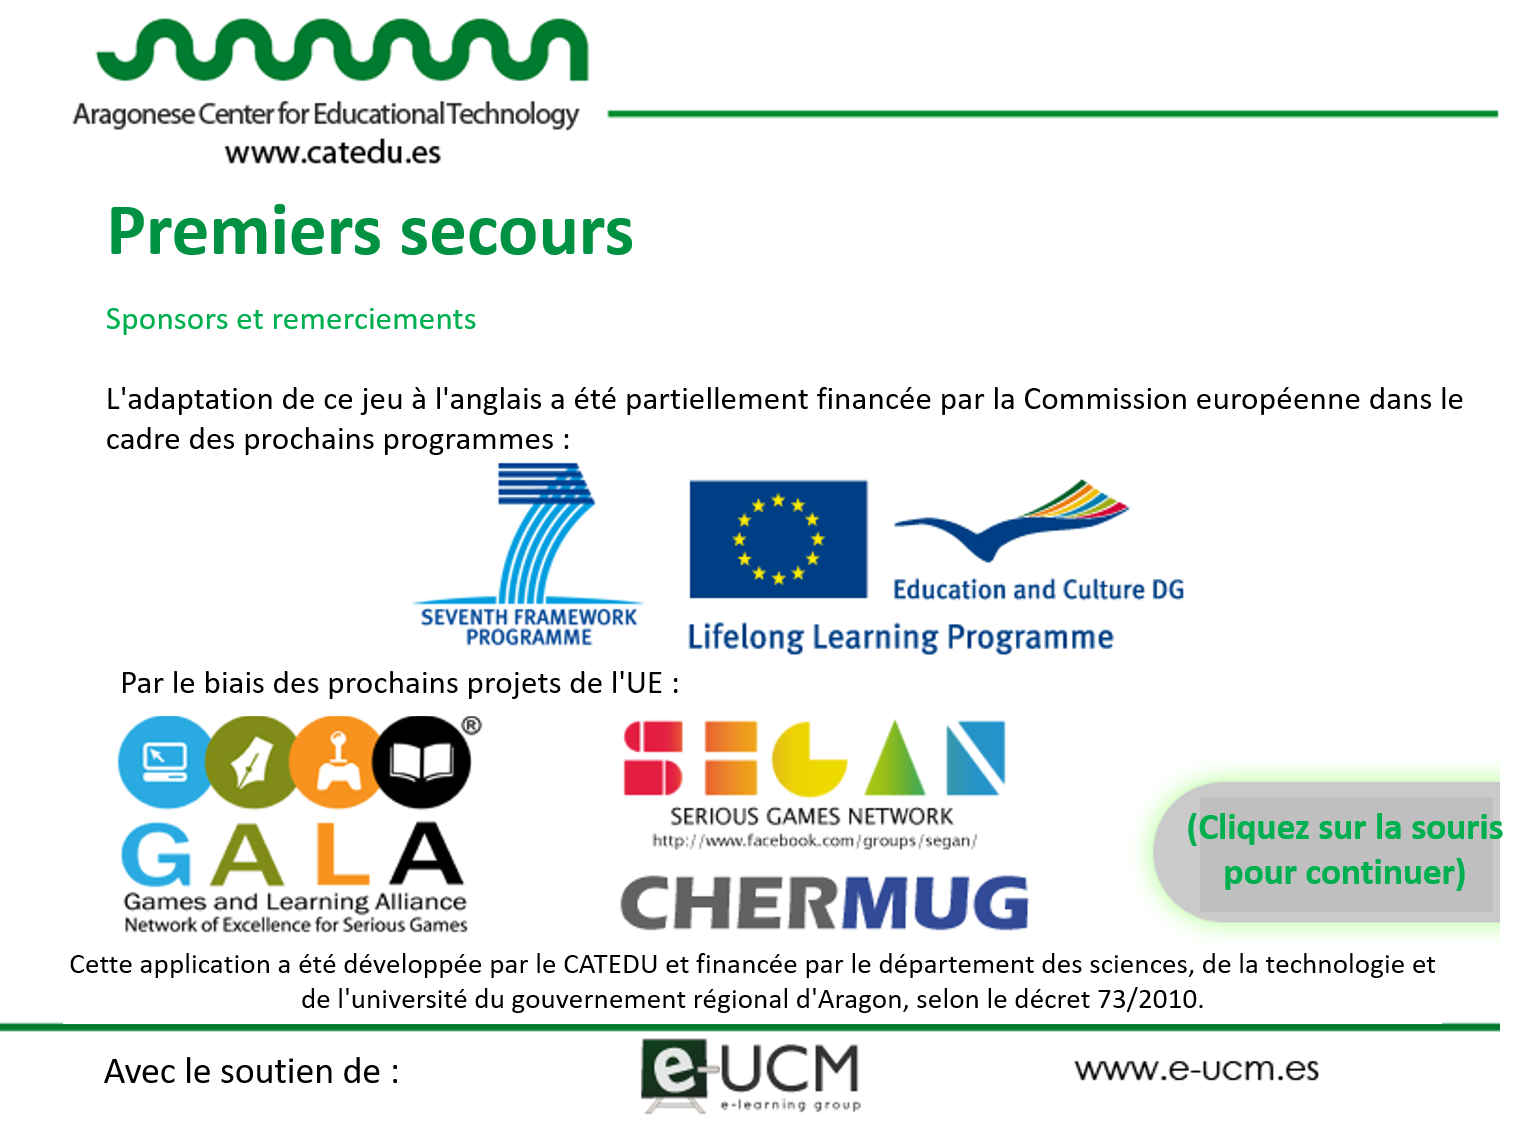 Aragonese Center for Educational Technology
www.catedu.es
Premiers secours
Sponsors et remerciements
L'adaptation de ce jeu à l'anglais a été partiellement financée par la Commission européenne dans le
cadre des prochains programmes :
SEVENTH FRAMEWORK
PROGRAMME
Education and Culture DG
Lifelong Learning Programme
Par le biais des prochains projets de l'UE :
®
GALA
Games and Learning Alliance
Network of Excellence for Serious Games
SEGAN
SERIOUS GAMES NETWORK
http://www.facebook.com/groups/segan/
CHERMUG
(Cliquez sur la souris
pour continuer)
Cette application a été développée par le CATEDU et financée par le département des sciences, de la technologie et
de l'université du gouvernement régional d'Aragon, selon le décret 73/2010.
Avec le soutien de :
e-UCM
e-learning group
www.e-ucm.es